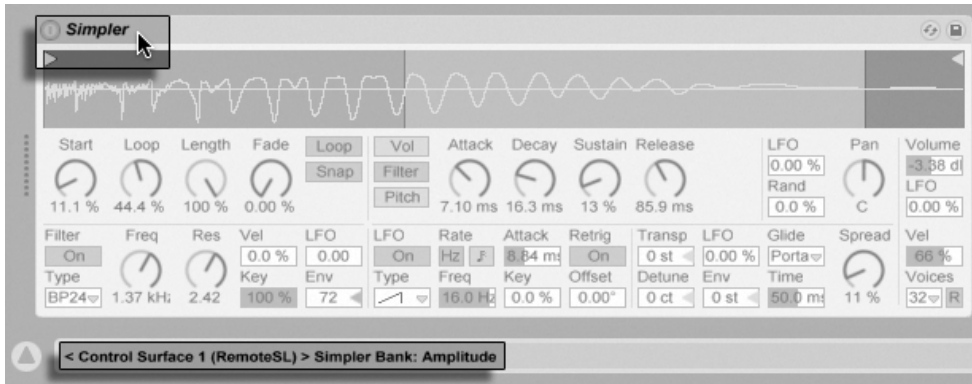 Simpler
Start Loop Length Fade Loop Vol Attack Decay Sustain Release LFO Pan Volume
Snap Filter 0.00 % -3.38 dB
Pitch Rand LFO
11.1 % 44.4 % 100 % 0.00 % 7.10 ms 16.3 ms 13 % 85.9 ms 0.0 % C 0.00 %
Filter Freq Res Vel LFO LFO Rate Attack Retrig Transp LFO Glide Spread Vel
On 0.0 % 0.00 On Hz 8.84 ms On 0 st 0.00 % Porta 66 %
Type Key Env Type Freq Key Offset Detune Env Time Voices
BP24 1.37 kHz 2.42 100 % 72 16.0 Hz 0.0 % 0.00° 0 ct 0 st 50.0 ms 11 % 32 R
< Control Surface 1 (RemoteSL) > Simpler Bank: Amplitude